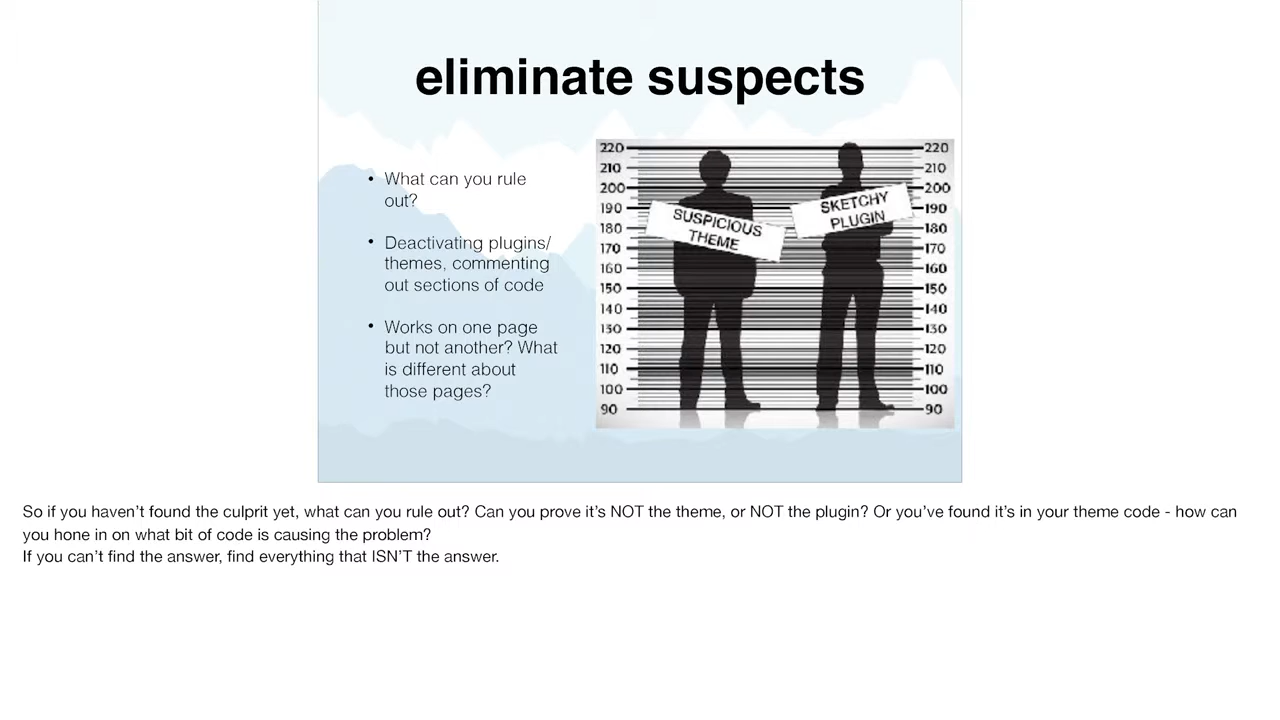 eliminate suspects
• What can you rule
out?
• Deactivating plugins/
themes, commenting
out sections of code
• Works on one page
but not another? What
is different about
those pages?
220 220
210 210
200 200
190 190
180 180
170 170
160 160
150 150
140 140
130 130
120 120
110 110
100 100
90 90
SUSPICIOUS
THEME
SKETCHY
PLUGIN
So if you haven’t found the culprit yet, what can you rule out? Can you prove it’s NOT the theme, or NOT the plugin? Or you’ve found it’s in your theme code - how can
you hone in on what bit of code is causing the problem?
If you can’t find the answer, find everything that ISN’T the answer.